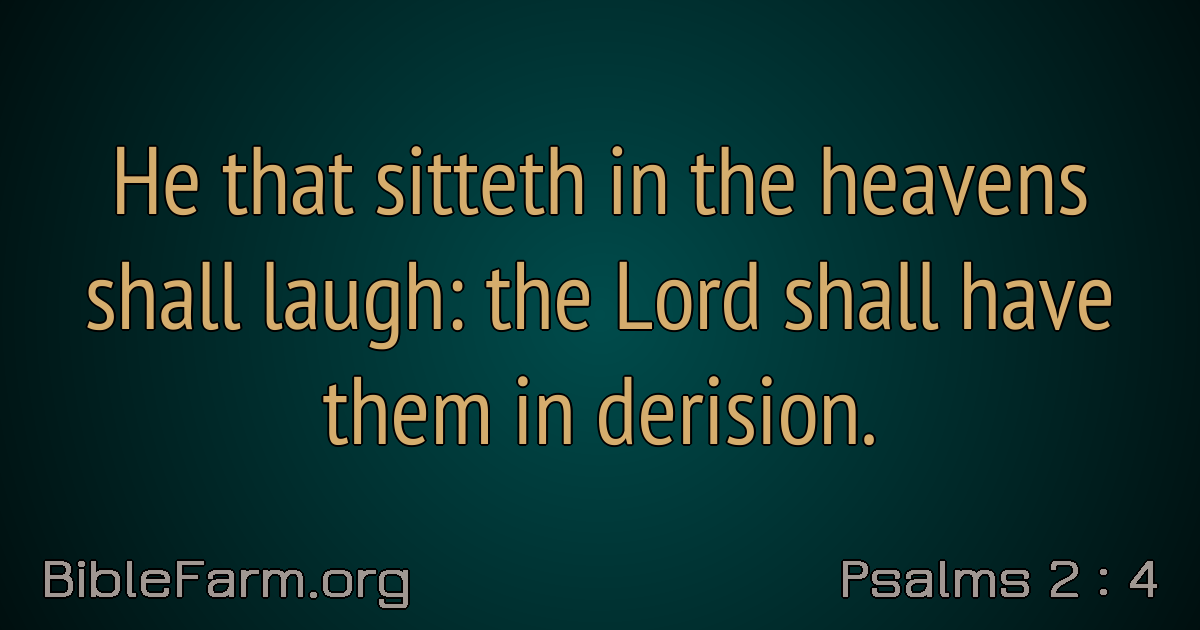 He that sitteth in the heavens
shall laugh: the Lord shall have
them in derision.
BibleFarm.org
Psalms 2 : 4